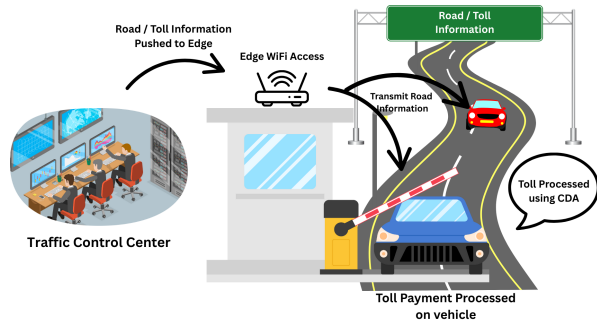 Road / Toll Information
Pushed to Edge
Edge WiFi Access
Road / Toll
Information
Transmit Road
Information
Toll Processed
using CDA
Traffic Control Center
Toll Payment Processed
on vehicle